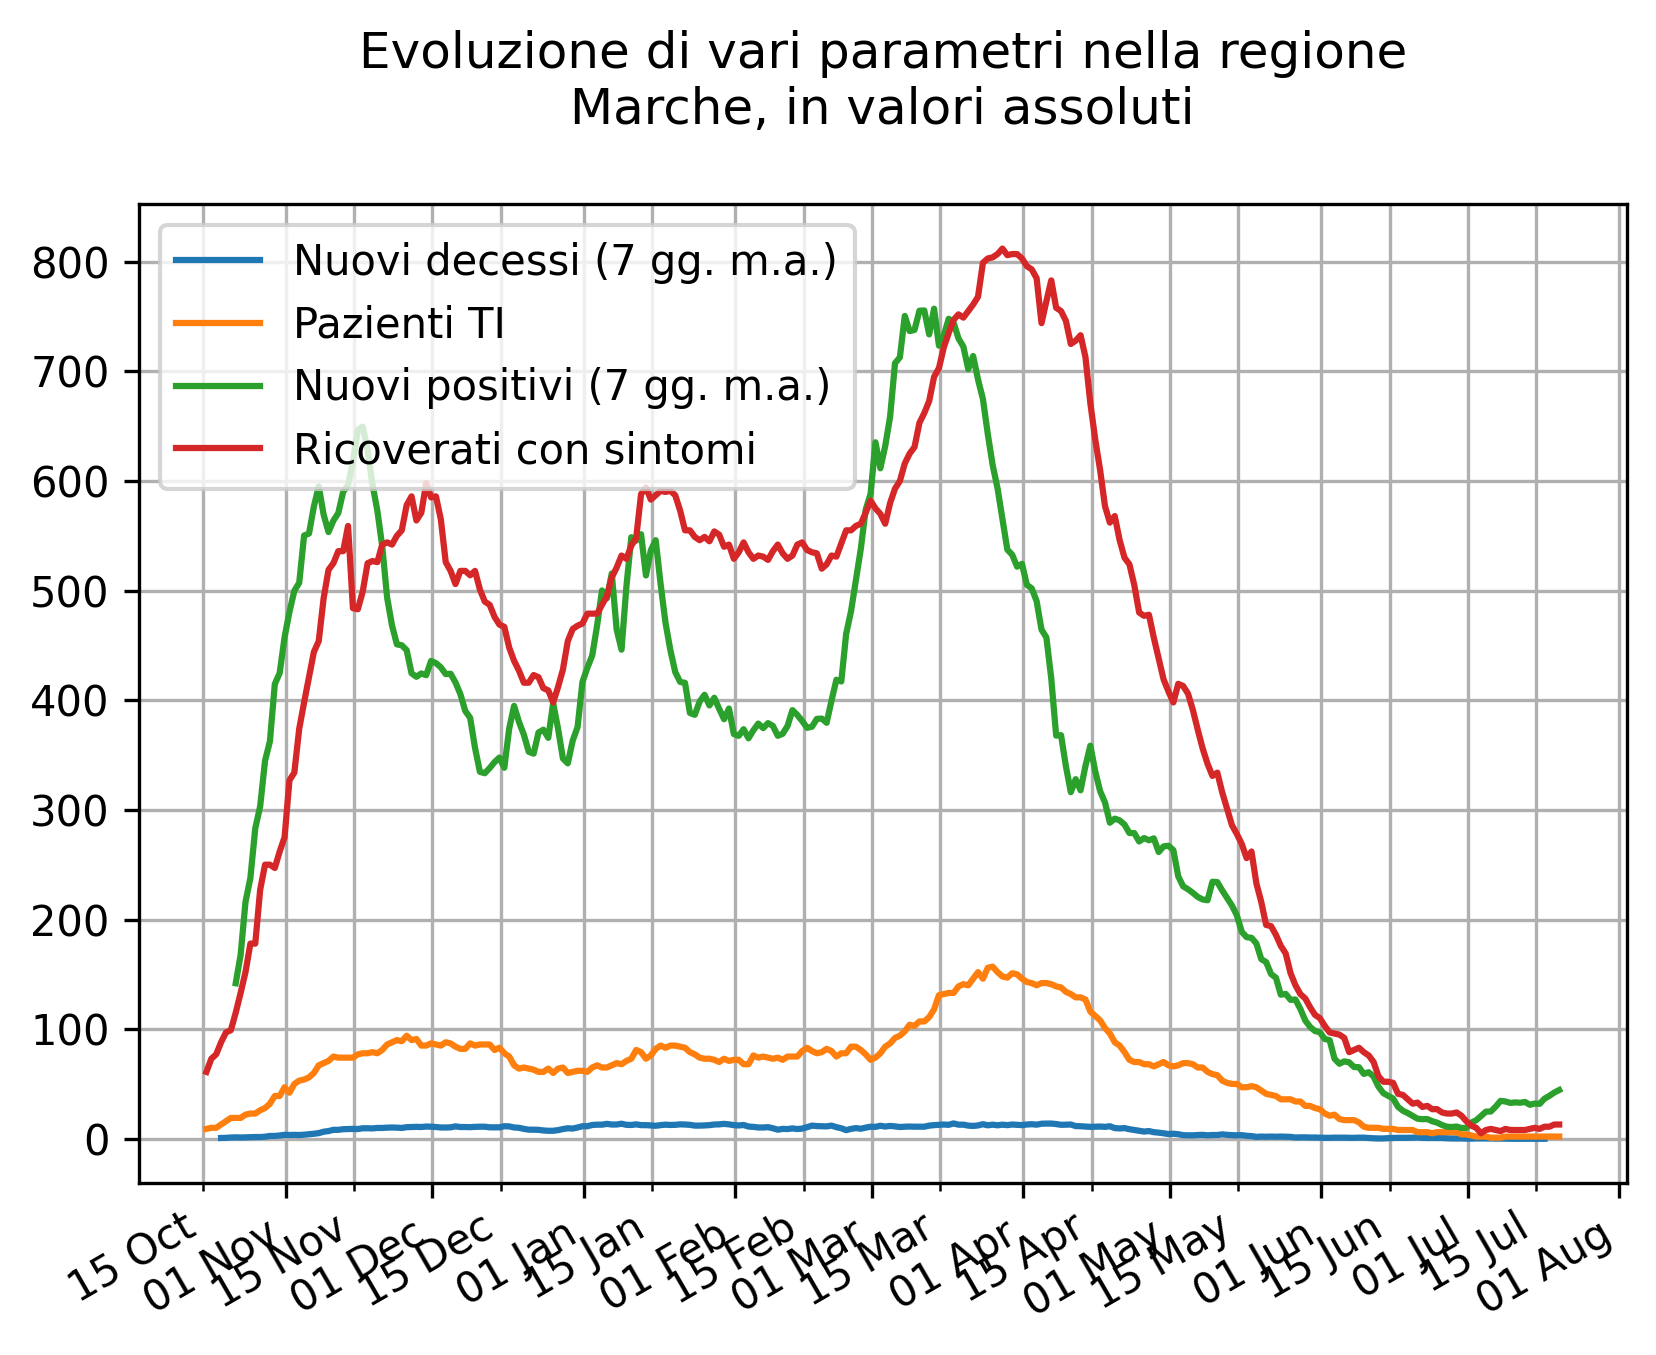 Evoluzione di vari parametri nella regione
Marche, in valori assoluti
Nuovi decessi (7 gg. m.a.)
Pazienti TI
Nuovi positivi (7 gg. m.a.)
Ricoverati con sintomi
800
700
600
500
400
300
200
100
0
15 Oct
01 Nov
15 Nov
01 Dec
15 Dec
01 Jan
15 Jan
01 Feb
15 Feb
01 Mar
15 Mar
01 Apr
15 Apr
01 May
15 May
01 Jun
15 Jun
01 Jul
15 Jul
01 Aug